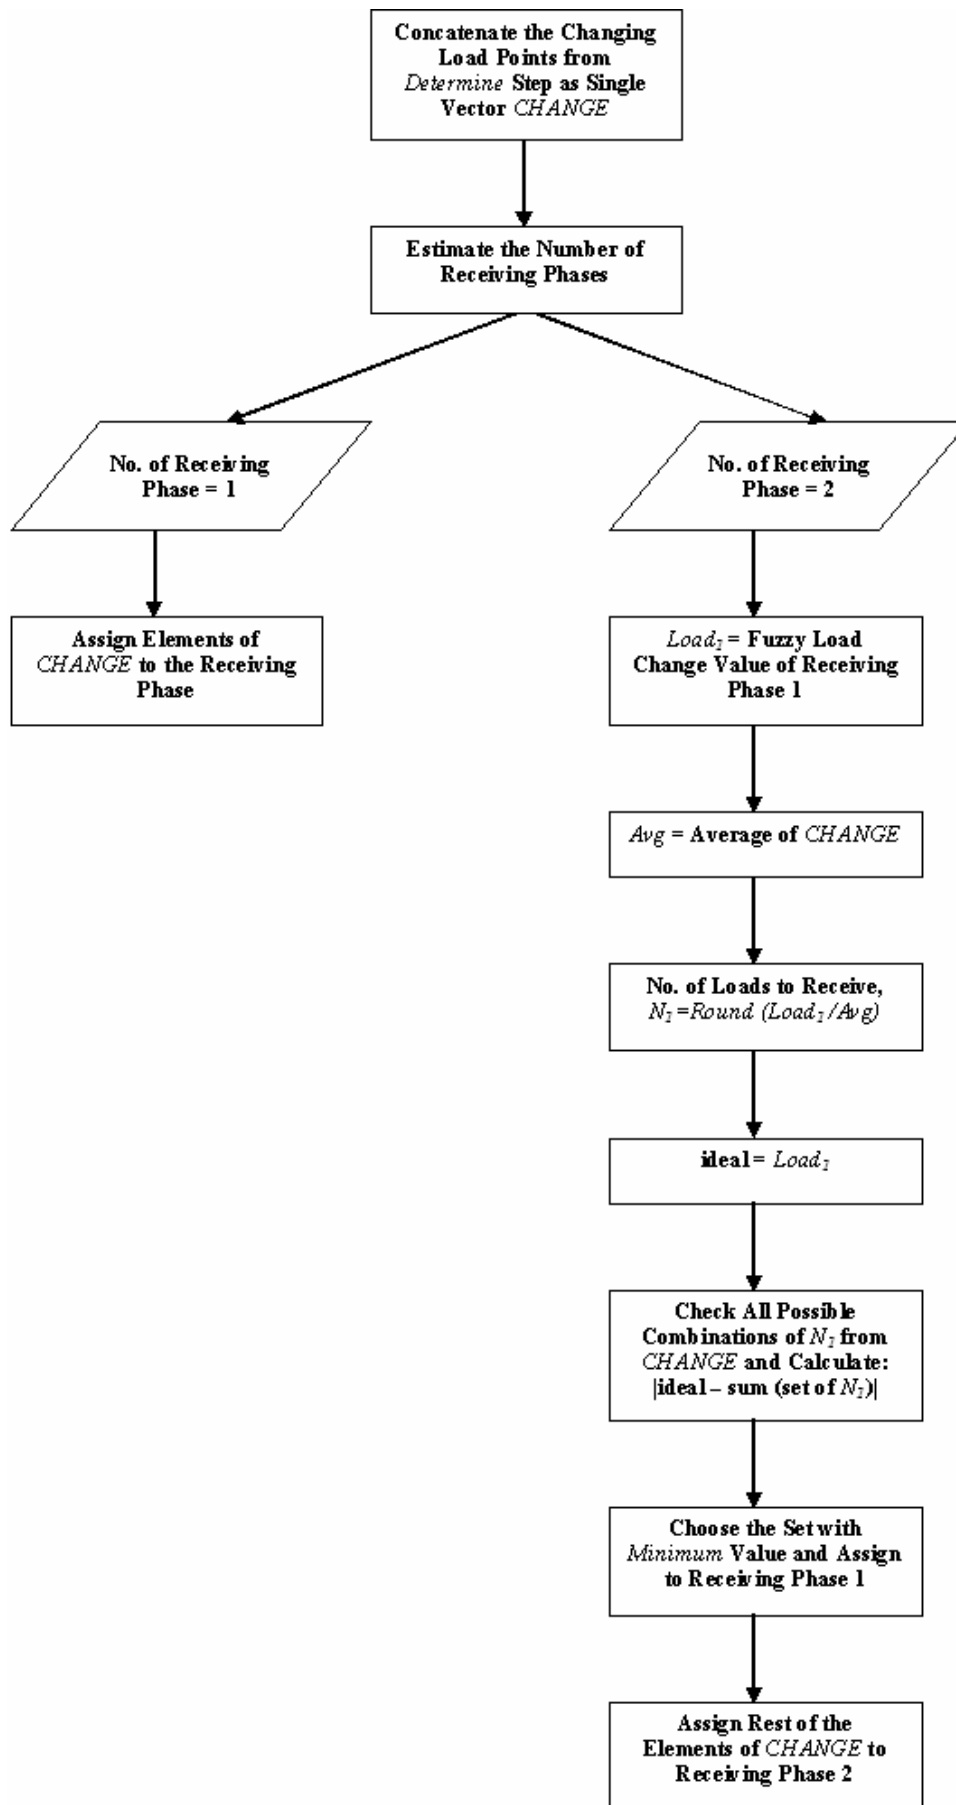 Concatenate the Changing
Load Points from
Determine Step as Single
Vector CHANGE
Estimate the Number of
Receiving Phases
No. of Receiving
Phase = 1
No. of Receiving
Phase = 2
Assign Elements of
CHANGE to the Receiving
Phase
Load₁ = Fuzzy Load
Change Value of Receiving
Phase 1
Avg = Average of CHANGE
No. of Loads to Receive,
N₁ =Round (Load₁/Avg)
ideal = Load₁
Check All Possible
Combinations of N₁ from
CHANGE and Calculate:
|ideal – sum (set of N₁)|
Choose the Set with
Minimum Value and Assign
to Receiving Phase 1
Assign Rest of the
Elements of CHANGE to
Receiving Phase 2